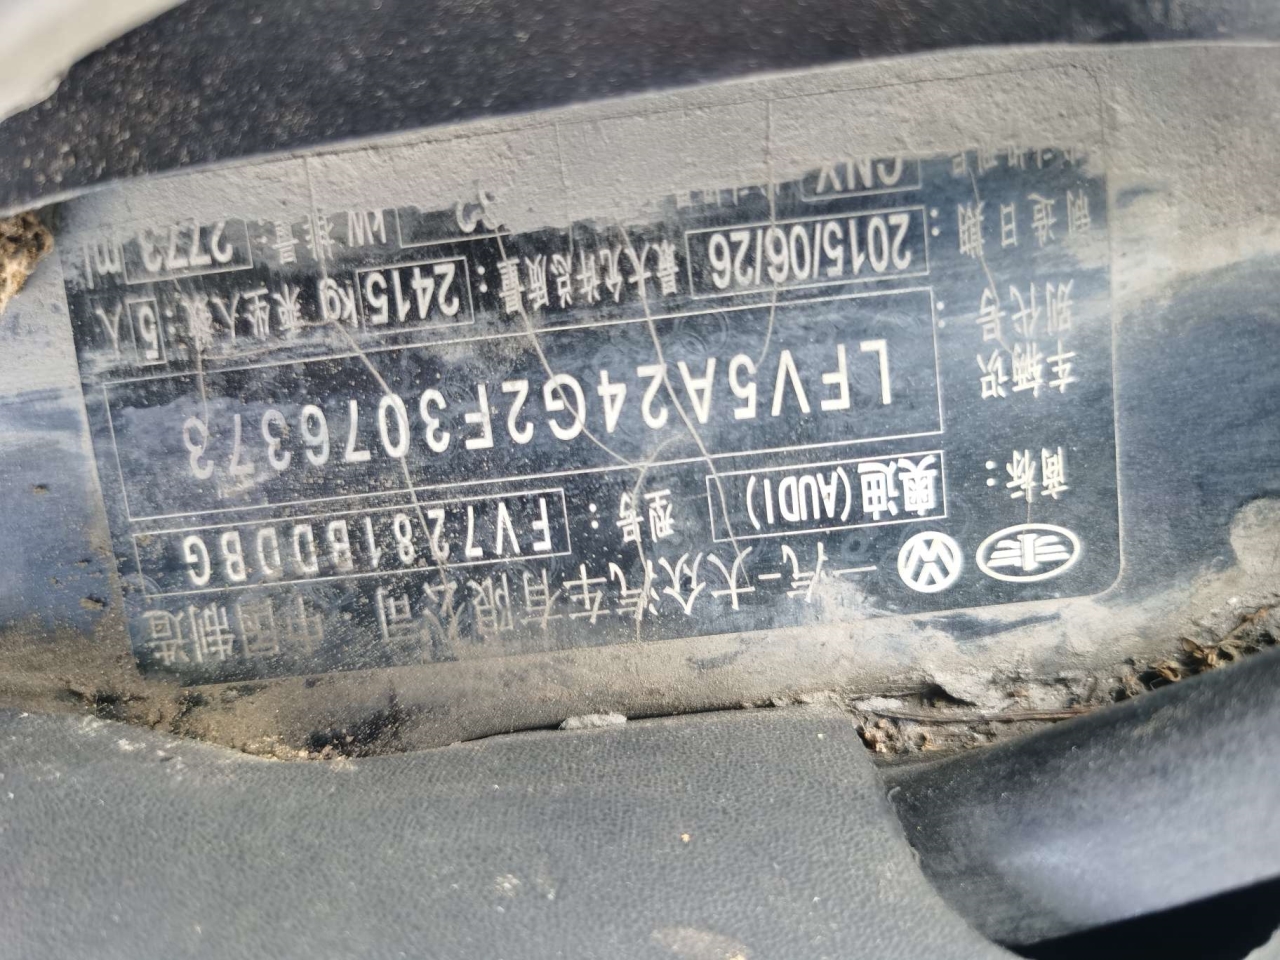 一汽-大众汽车有限公司 中国制造
商标： 奥迪(AUDI) 型号： FV7281BDDBG
车辆识别代号： LFV5A24G2F3076373
制造日期： 2015/06/26 最大允许总质量： 2415 kg 乘坐人数： 5 人
CNY kW 排量： 2773 ml